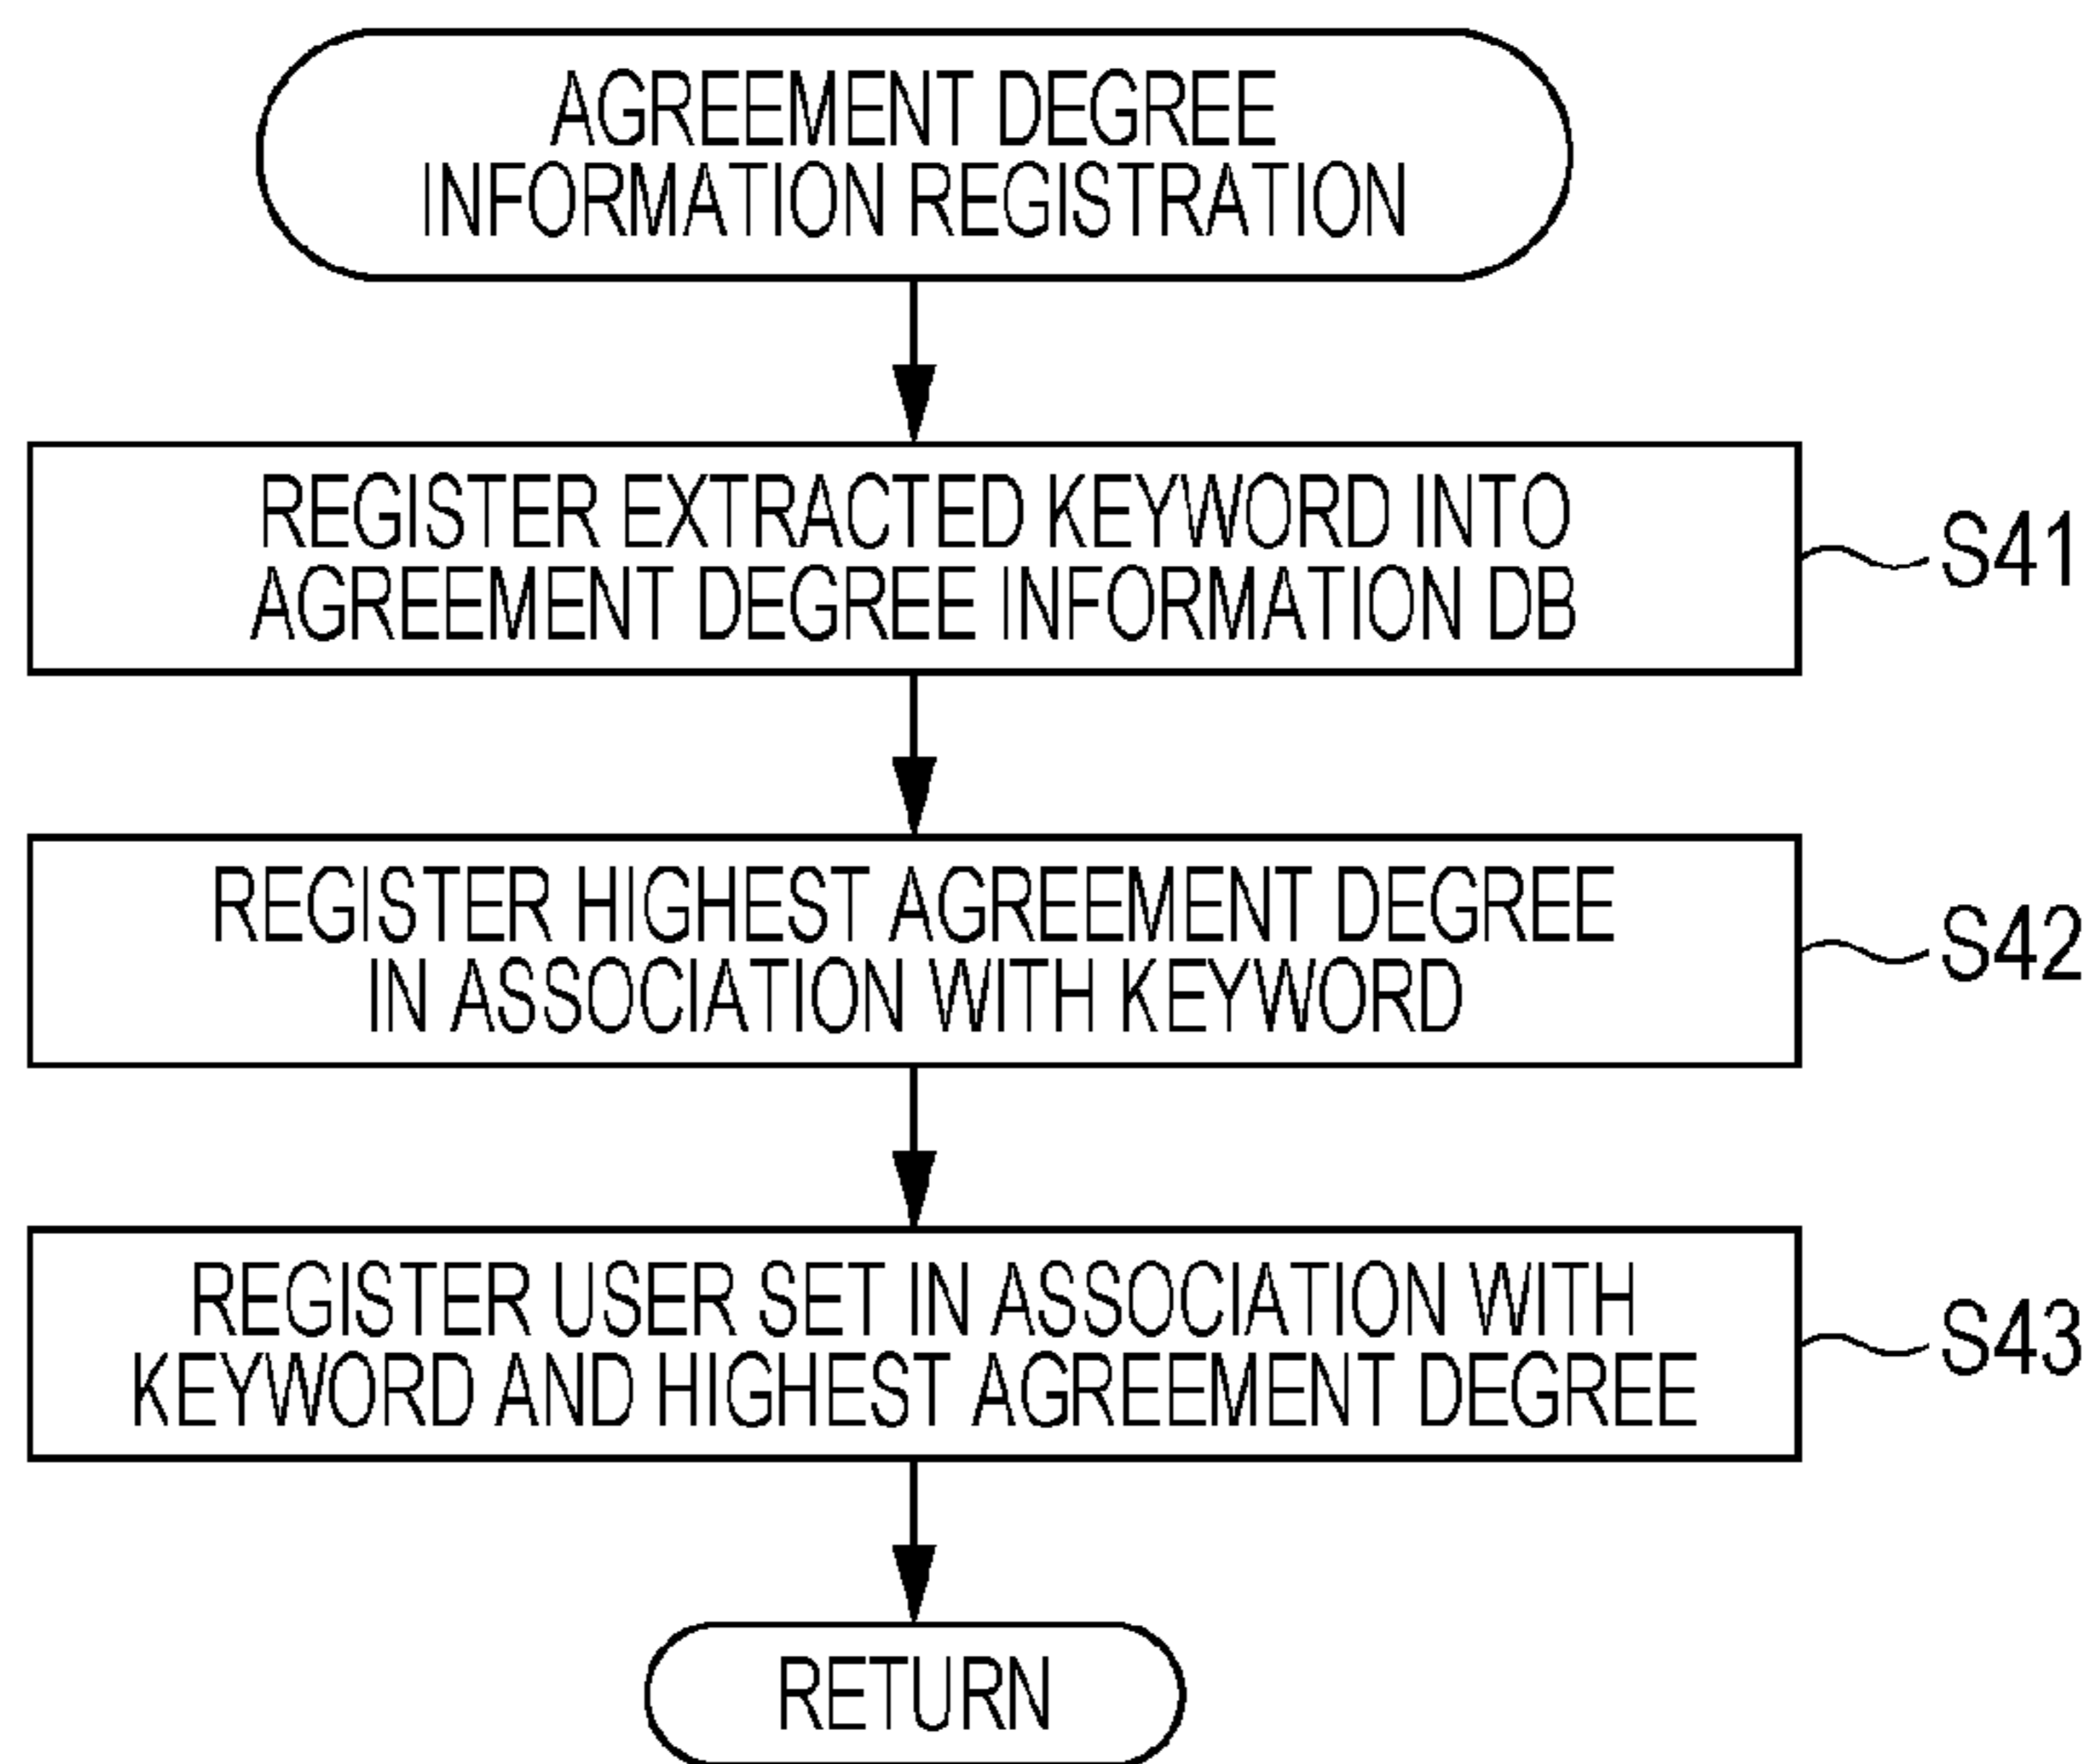 AGREEMENT DEGREE
INFORMATION REGISTRATION
REGISTER EXTRACTED KEYWORD INTO
AGREEMENT DEGREE INFORMATION DB
S41
REGISTER HIGHEST AGREEMENT DEGREE
IN ASSOCIATION WITH KEYWORD
S42
REGISTER USER SET IN ASSOCIATION WITH
KEYWORD AND HIGHEST AGREEMENT DEGREE
S43
RETURN